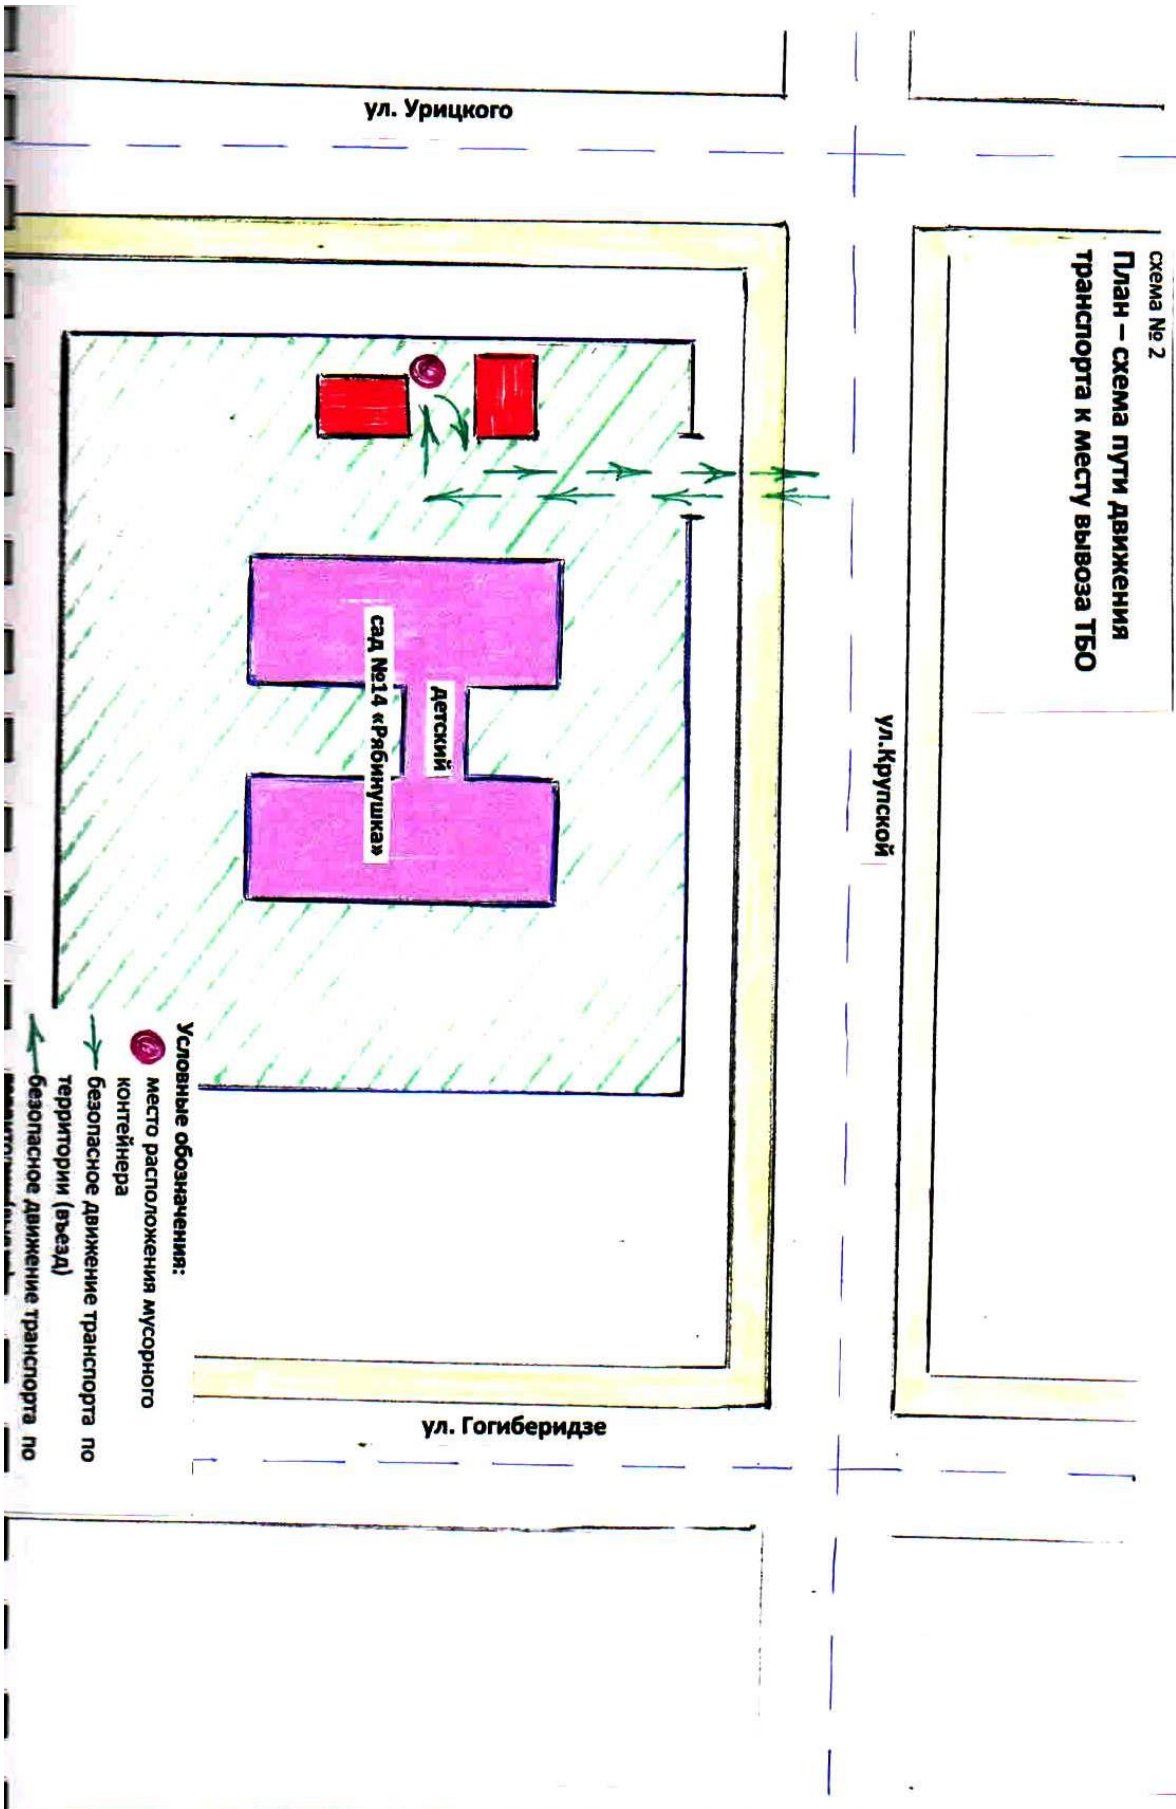 схема № 2
План – схема пути движения
транспорта к месту вывоза ТБО
ул. Урицкого
ул.Крупской
детский
сад №14 «Рябинушка»
ул. Гогиберидзе
Условные обозначения:
место расположения мусорного
контейнера
безопасное движение транспорта по
территории (въезд)
безопасное движение транспорта по